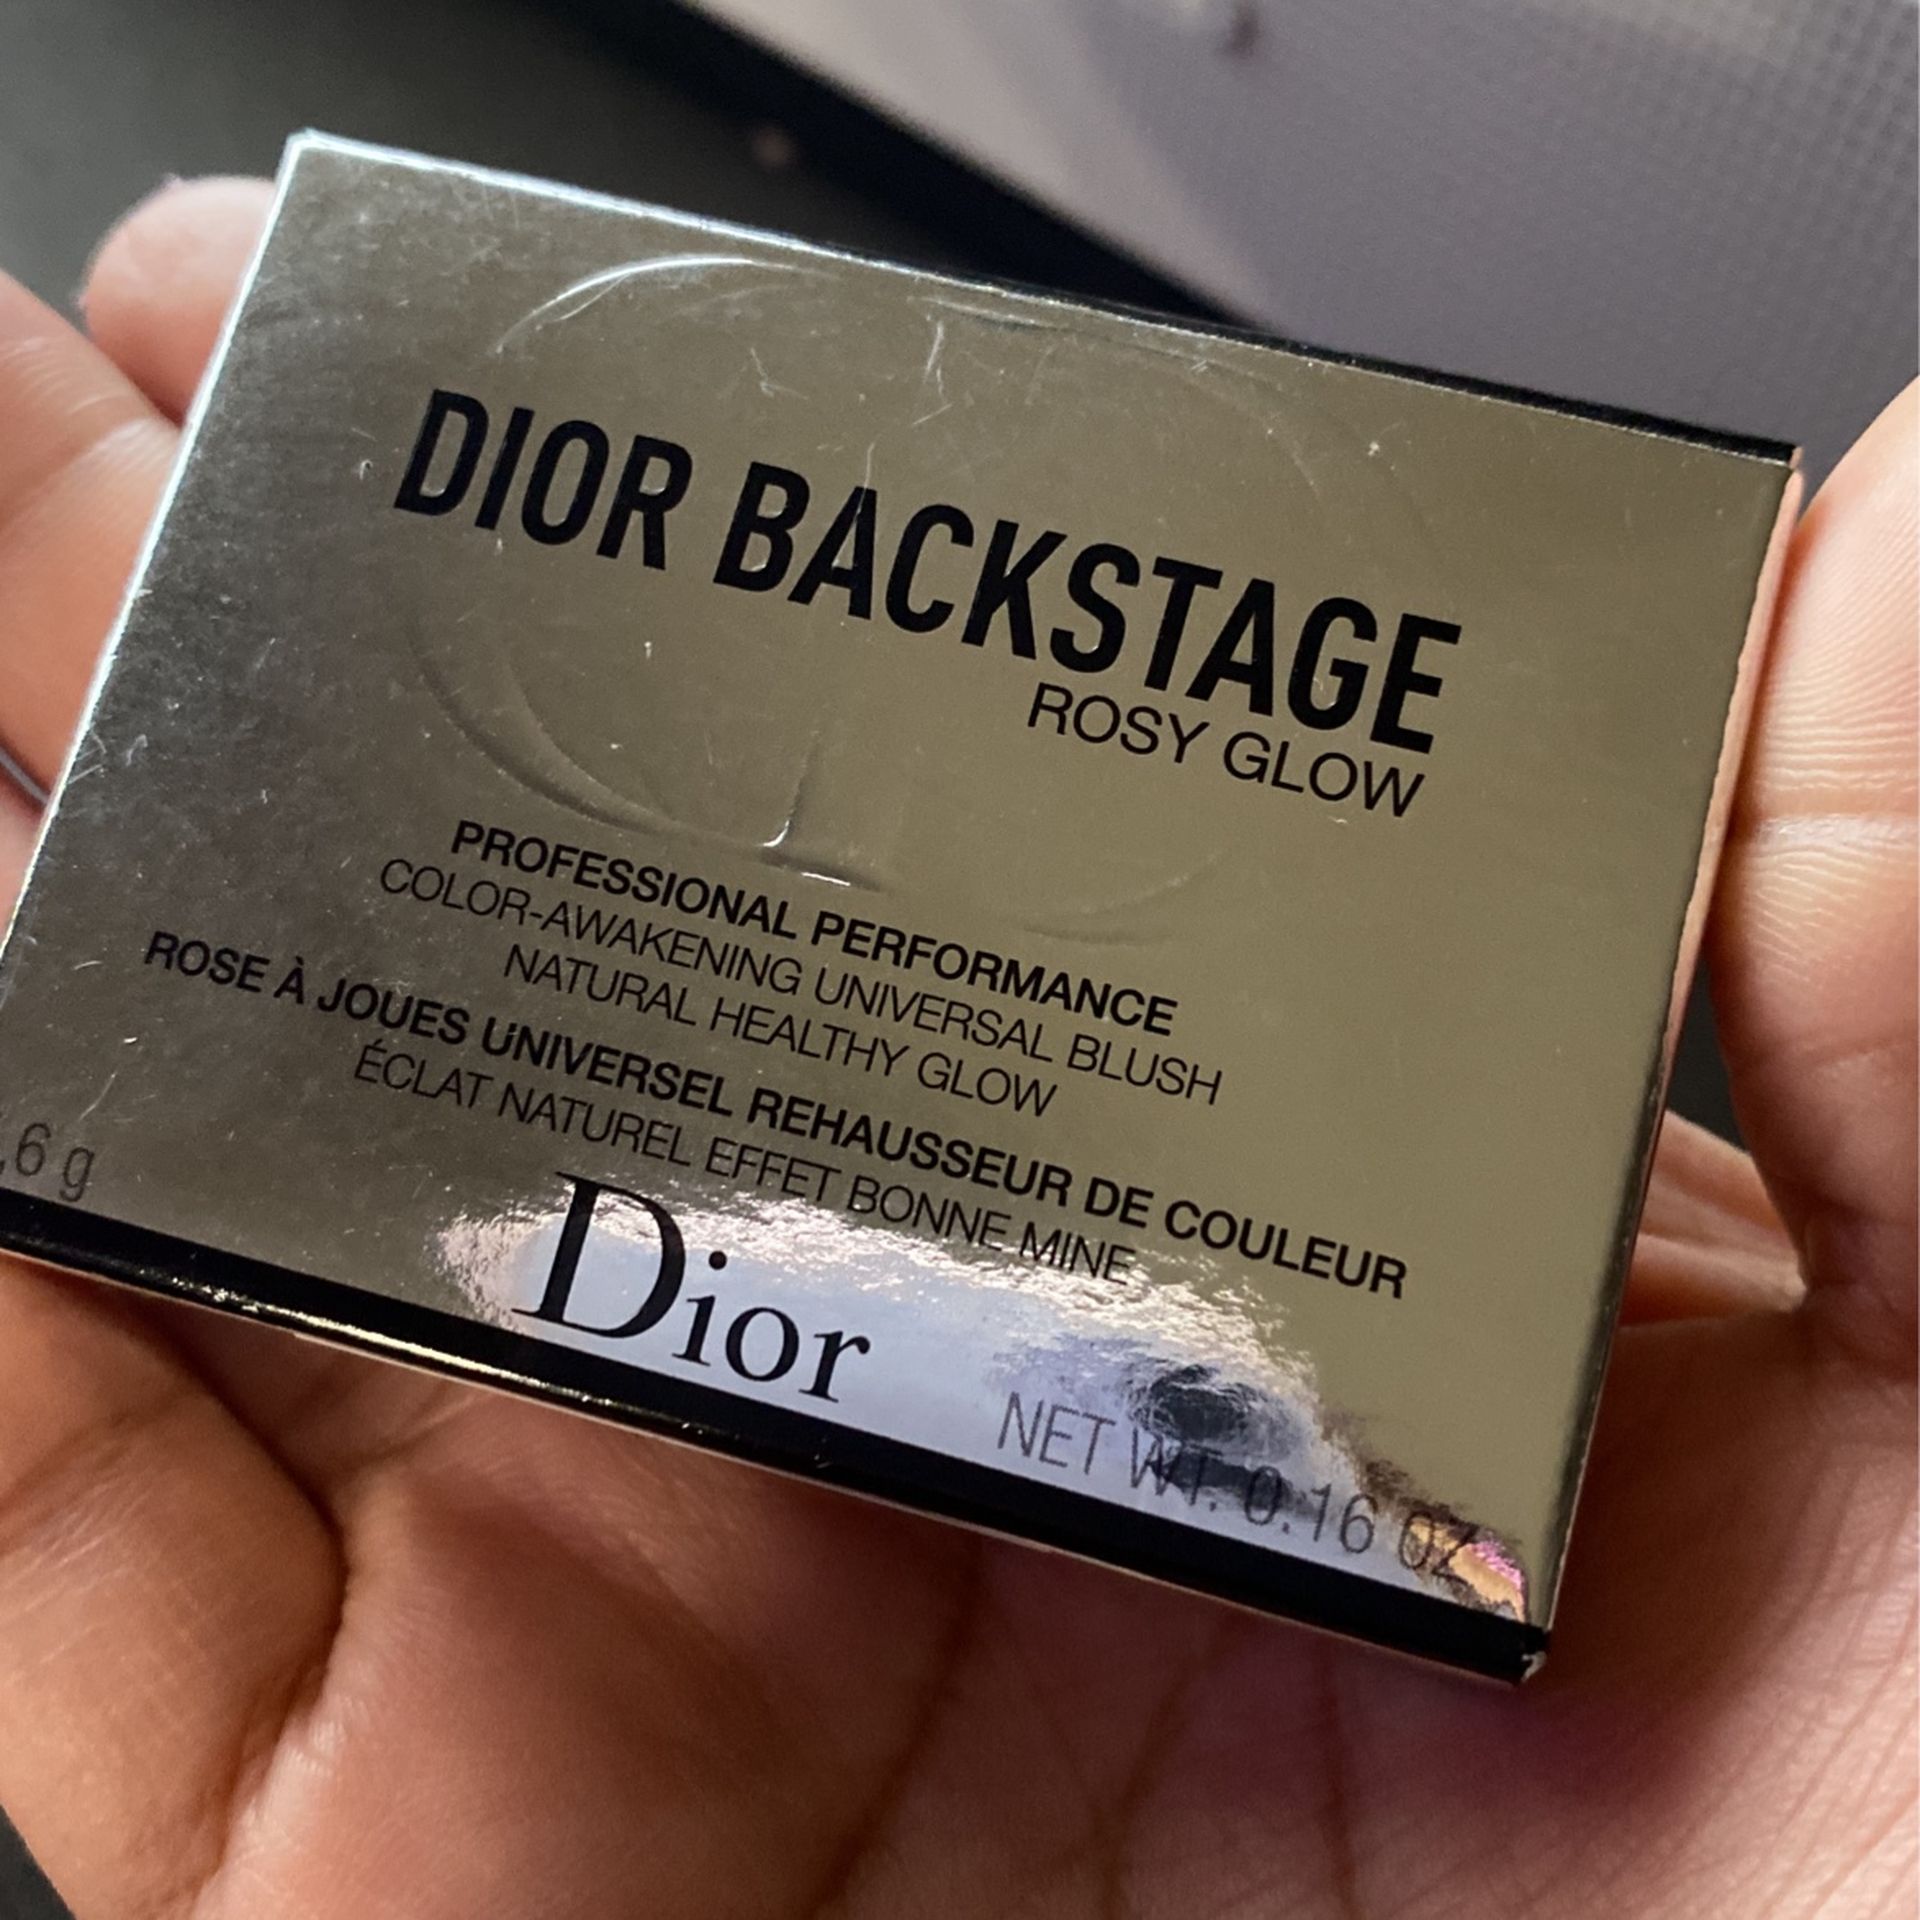 DIOR BACKSTAGE
ROSY GLOW
PROFESSIONAL PERFORMANCE
COLOR-AWAKENING UNIVERSAL BLUSH
NATURAL HEALTHY GLOW
ROSE À JOUES UNIVERSEL REHAUSSEUR DE COULEUR
ÉCLAT NATUREL EFFET BONNE MINE
Dior
,6 g
NET WT. 0.16 OZ